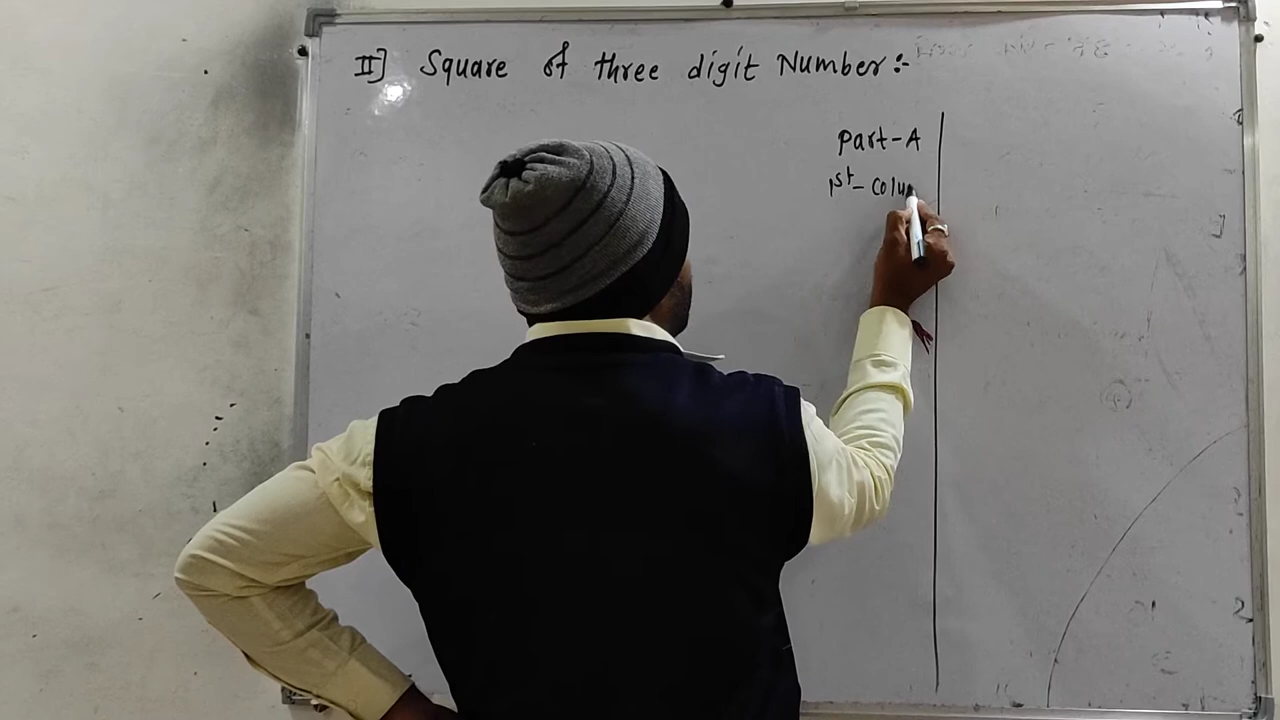 II] Square of three digit Number:-
Part-A
1st- Colu